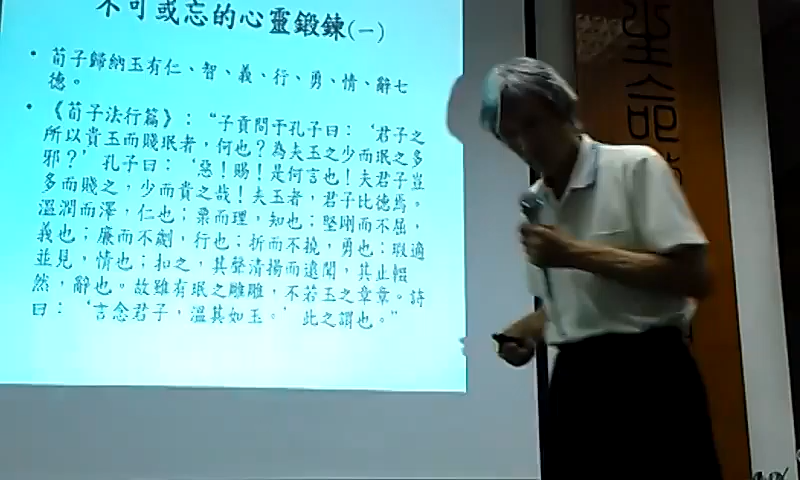 不可或忘的心靈鍛鍊(一)
• 荀子歸納玉有仁、智、義、行、勇、情、辭七
德。
• 《荀子法行篇》：“子貢問于孔子曰：‘君子之
所以貴玉而賤珉者，何也？為夫玉之少而珉之多
邪？’孔子曰：‘惡！賜！是何言也！夫君子豈
多而賤之，少而貴之哉！夫玉者，君子比德焉。
溫潤而澤，仁也；栗而理，知也；堅剛而不屈，
義也；廉而不劌，行也；折而不撓，勇也；瑕適
並見，情也；扣之，其聲清揚而遠聞，其止輟
然，辭也。故雖有珉之雕雕，不若玉之章章。詩
曰：‘言念君子，溫其如玉。’此之謂也。”